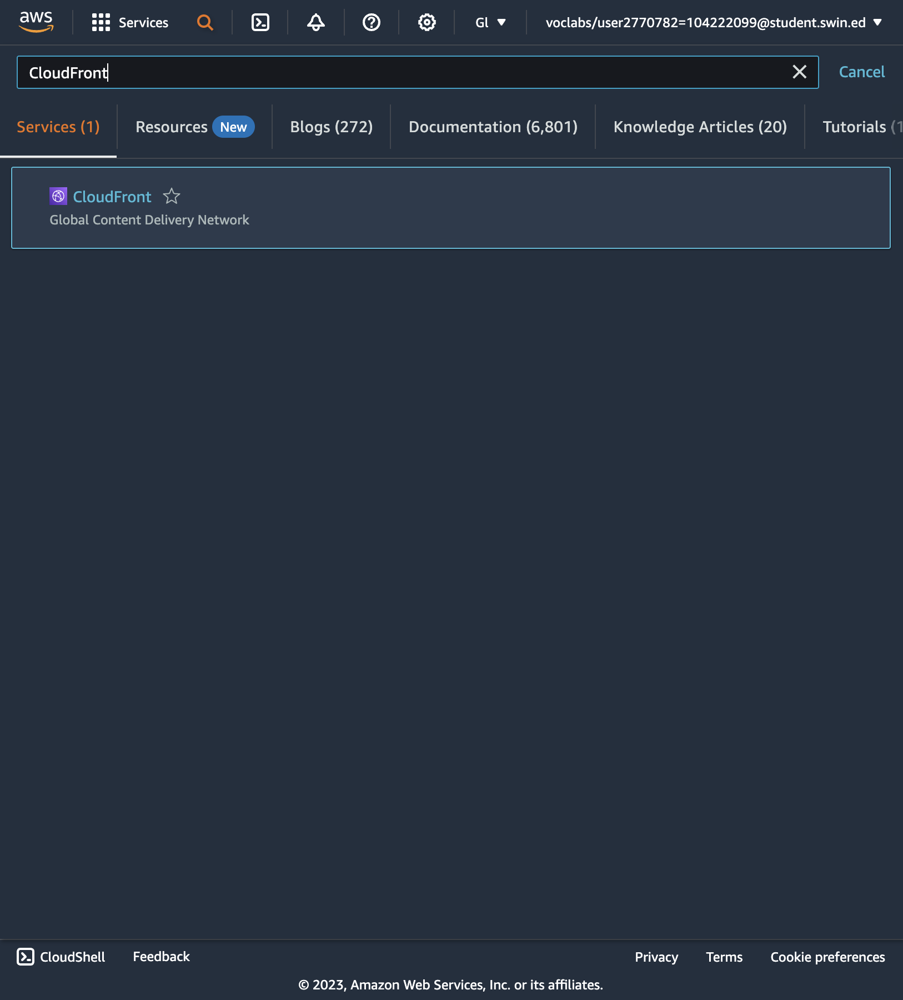 aws Services Gl voclabs/user2770782=104222099@student.swin.ed
CloudFront Cancel
Services (1) Resources New Blogs (272) Documentation (6,801) Knowledge Articles (20) Tutorials (1
CloudFront
Global Content Delivery Network
CloudShell Feedback Privacy Terms Cookie preferences
© 2023, Amazon Web Services, Inc. or its affiliates.